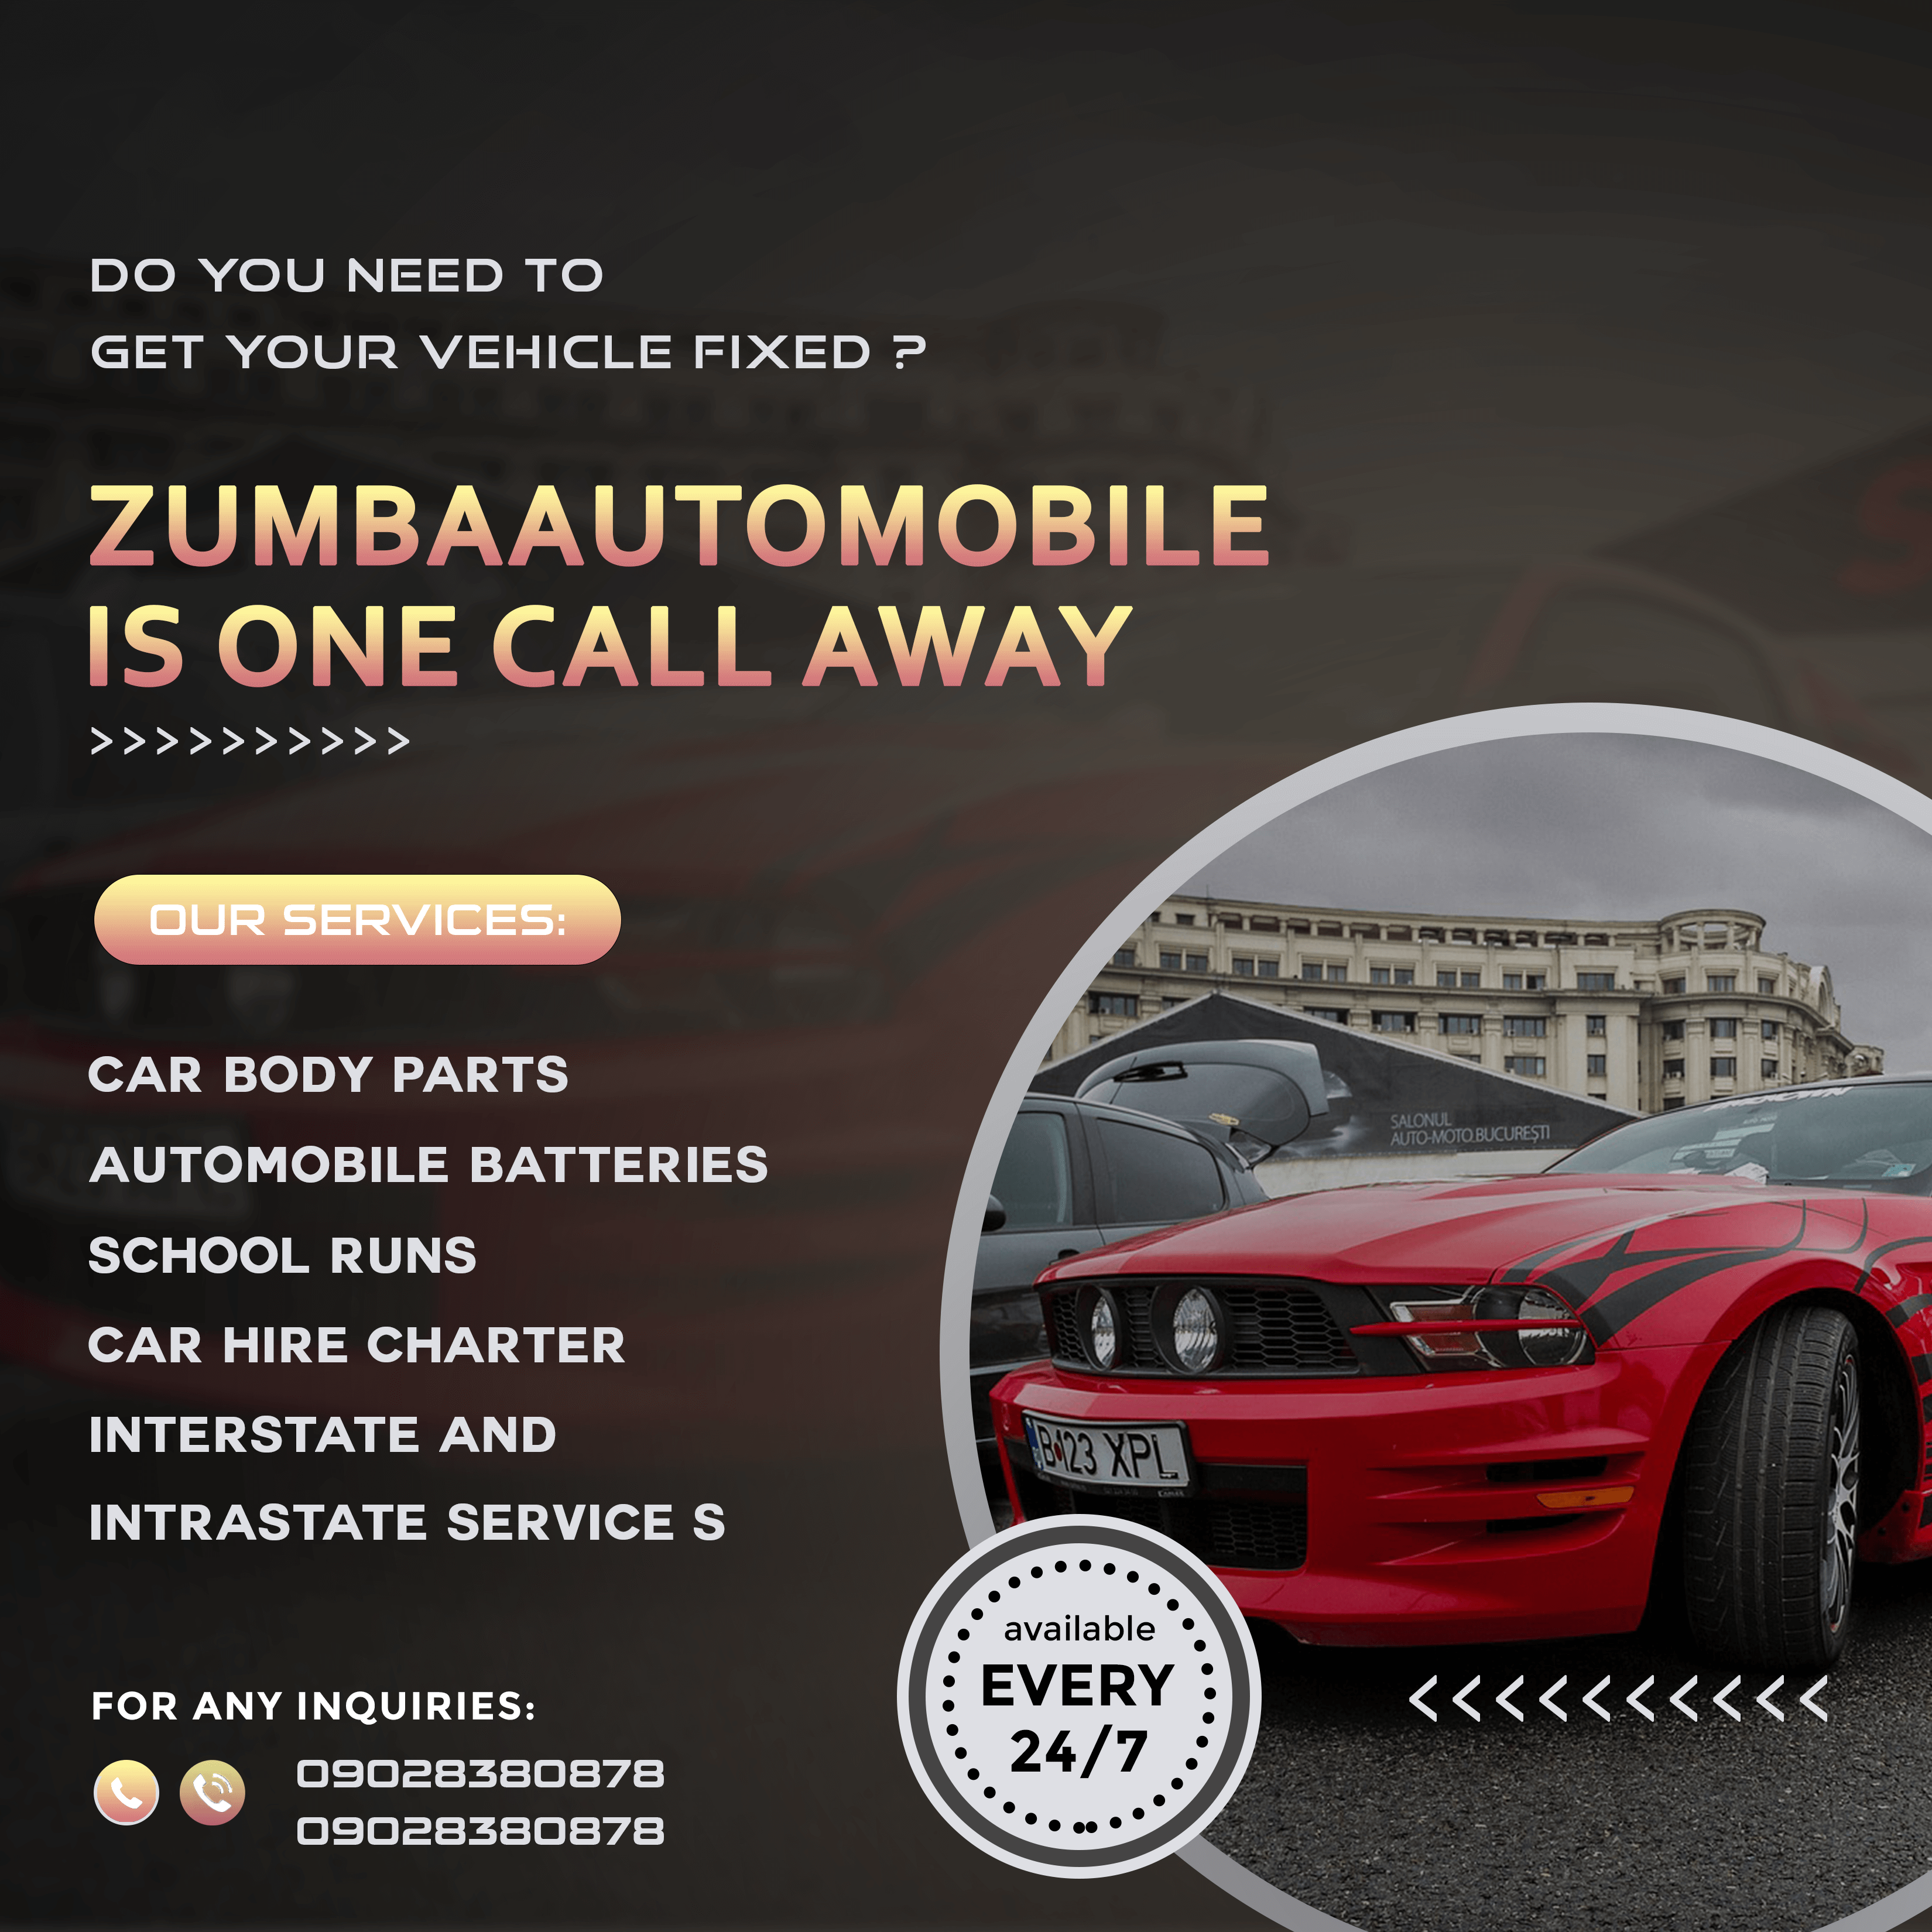 DO YOU NEED TO
GET YOUR VEHICLE FIXED ?
ZUMBAAUTOMOBILE
IS ONE CALL AWAY
>>>>>>>>>>
OUR SERVICES:
CAR BODY PARTS
AUTOMOBILE BATTERIES
SCHOOL RUNS
CAR HIRE CHARTER
INTERSTATE AND
INTRASTATE SERVICE S
SALONUL
AUTO-MOTO BUCUREȘTI
B 123 XPL
available
EVERY
24/7
<<<<<<<<<<
FOR ANY INQUIRIES:
09028380878
09028380878